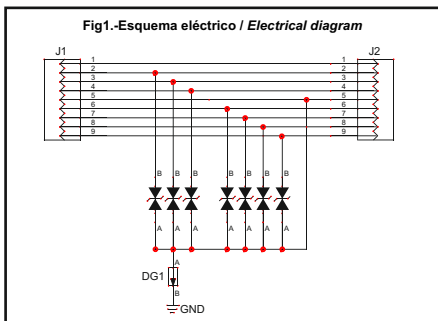 Fig1.-Esquema eléctrico / Electrical diagram
J1 J2
1 1
2 2
3 3
4 4
5 5
6 6
7 7
8 8
9 9
B B B B B B B
A A A A A A A
A
DG1
B
GND